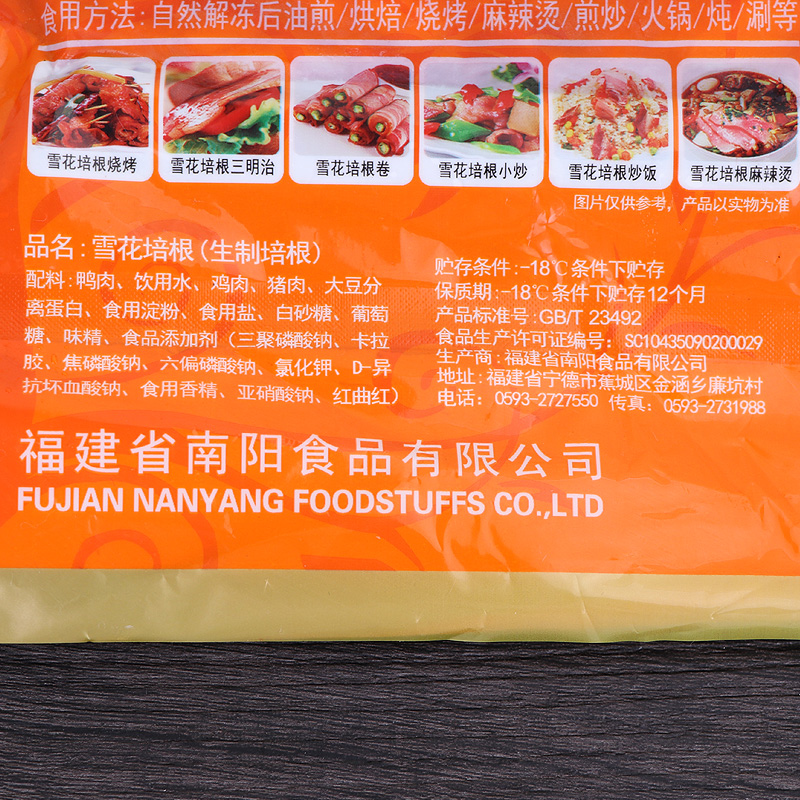 食用方法:自然解冻后油煎/烘焙/烧烤/麻辣烫/煎炒/火锅/炖/涮等
雪花培根烧烤
雪花培根三明治
雪花培根卷
雪花培根小炒
雪花培根炒饭
雪花培根麻辣烫
图片仅供参考，产品以实物为准
品名:雪花培根(生制培根)
配料:鸭肉、饮用水、鸡肉、猪肉、大豆分
离蛋白、食用淀粉、食用盐、白砂糖、葡萄
糖、味精、食品添加剂(三聚磷酸钠、卡拉
胶、焦磷酸钠、六偏磷酸钠、氯化钾、D-异
抗坏血酸钠、食用香精、亚硝酸钠、红曲红)
贮存条件:-18℃条件下贮存
保质期:-18℃条件下贮存12个月
产品标准号:GB/T 23492
食品生产许可证编号: SC10435090200029
生产商:福建省南阳食品有限公司
地址:福建省宁德市蕉城区金涵乡廉坑村
电话: 0593-2727550 传真: 0593-2731988
福建省南阳食品有限公司
FUJIAN NANYANG FOODSTUFFS CO.,LTD